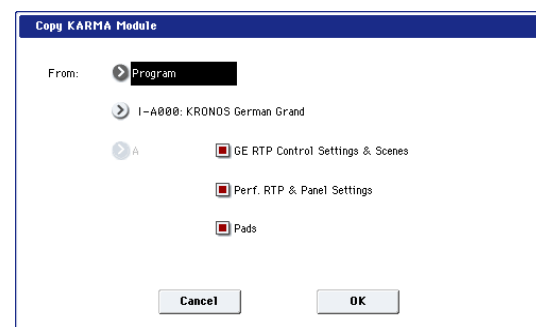 Copy KARMA Module
From: Program
I-A000: KRONOS German Grand
A GE RTP Control Settings & Scenes
Perf. RTP & Panel Settings
Pads
Cancel OK